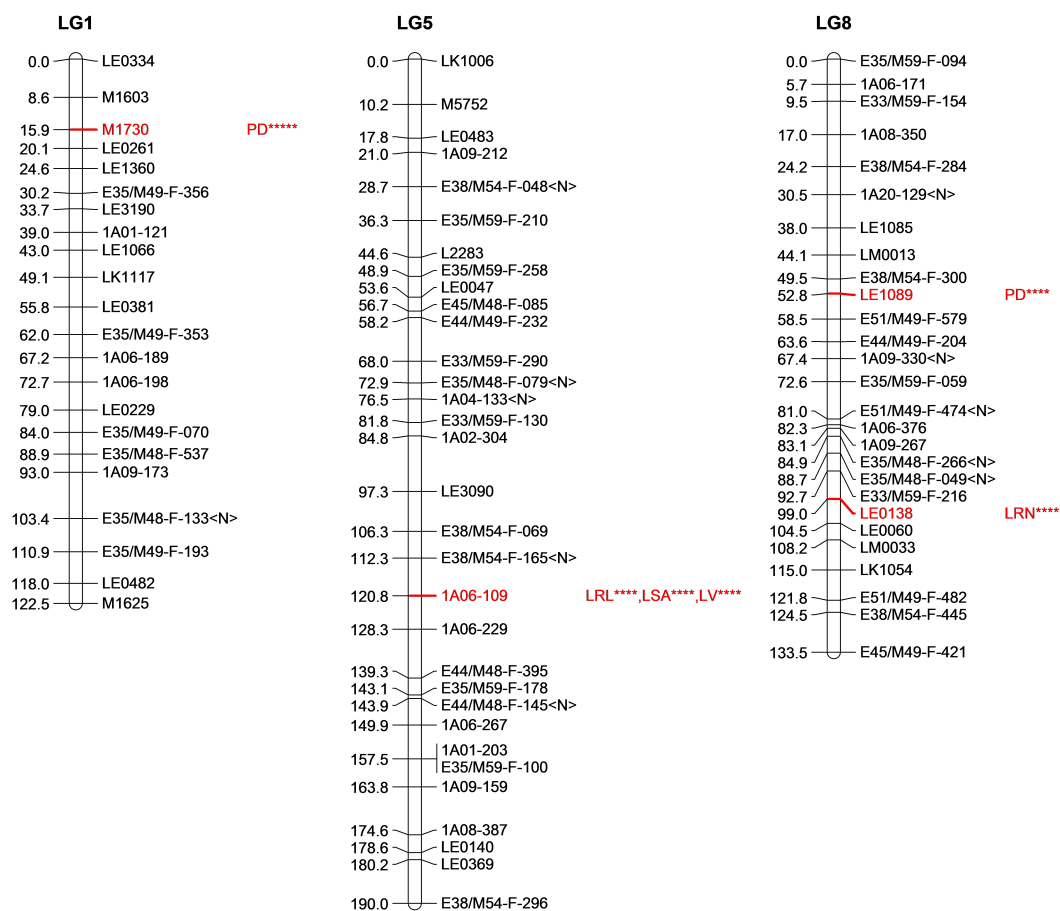 LG1
0.0 LE0334
8.6 M1603
15.9 M1730 PD*****
20.1 LE0261
24.6 LE1360
30.2 E35/M49-F-356
33.7 LE3190
39.0 1A01-121
43.0 LE1066
49.1 LK1117
55.8 LE0381
62.0 E35/M49-F-353
67.2 1A06-189
72.7 1A06-198
79.0 LE0229
84.0 E35/M49-F-070
88.9 E35/M48-F-537
93.0 1A09-173
103.4 E35/M48-F-133<N>
110.9 E35/M49-F-193
118.0 LE0482
122.5 M1625
LG5
0.0 LK1006
10.2 M5752
17.8 LE0483
21.0 1A09-212
28.7 E38/M54-F-048<N>
36.3 E35/M59-F-210
44.6 L2283
48.9 E35/M59-F-258
53.6 LE0047
56.7 E45/M48-F-085
58.2 E44/M49-F-232
68.0 E33/M59-F-290
72.9 E35/M48-F-079<N>
76.5 1A04-133<N>
81.8 E33/M59-F-130
84.8 1A02-304
97.3 LE3090
106.3 E38/M54-F-069
112.3 E38/M54-F-165<N>
120.8 1A06-109 LRL****,LSA****,LV****
128.3 1A06-229
139.3 E44/M48-F-395
143.1 E35/M59-F-178
143.9 E44/M48-F-145<N>
149.9 1A06-267
1A01-203
157.5 E35/M59-F-100
163.8 1A09-159
174.6 1A08-387
178.6 LE0140
180.2 LE0369
190.0 E38/M54-F-296
LG8
0.0 E35/M59-F-094
5.7 1A06-171
9.5 E33/M59-F-154
17.0 1A08-350
24.2 E38/M54-F-284
30.5 1A20-129<N>
38.0 LE1085
44.1 LM0013
49.5 E38/M54-F-300
52.8 LE1089 PD****
58.5 E51/M49-F-579
63.6 E44/M49-F-204
67.4 1A09-330<N>
72.6 E35/M59-F-059
81.0 E51/M49-F-474<N>
82.3 1A06-376
83.1 1A09-267
84.9 E35/M48-F-266<N>
88.7 E35/M48-F-049<N>
92.7 E33/M59-F-216
99.0 LE0138 LRN****
104.5 LE0060
108.2 LM0033
115.0 LK1054
121.8 E51/M49-F-482
124.5 E38/M54-F-445
133.5 E45/M49-F-421